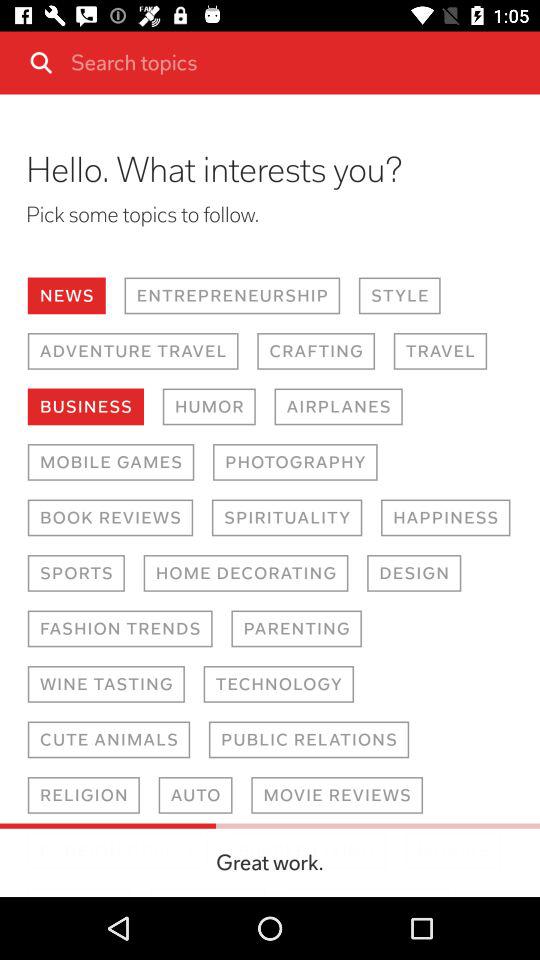 FAKE
1:05
Search topics
Hello. What interests you?
Pick some topics to follow.
NEWS ENTREPRENEURSHIP STYLE
ADVENTURE TRAVEL CRAFTING TRAVEL
BUSINESS HUMOR AIRPLANES
MOBILE GAMES PHOTOGRAPHY
BOOK REVIEWS SPIRITUALITY HAPPINESS
SPORTS HOME DECORATING DESIGN
FASHION TRENDS PARENTING
WINE TASTING TECHNOLOGY
CUTE ANIMALS PUBLIC RELATIONS
RELIGION AUTO MOVIE REVIEWS
Great work.